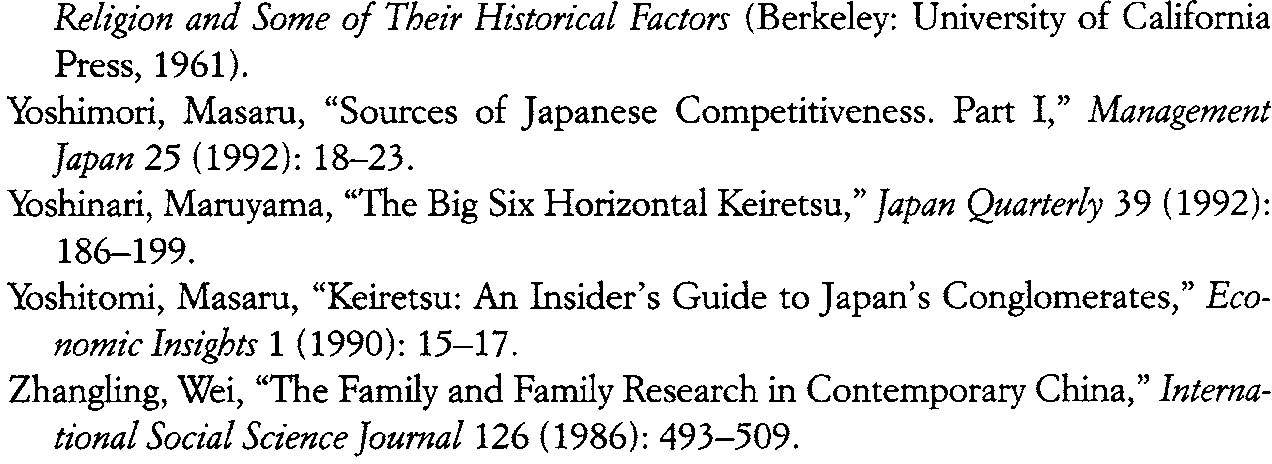 Religion and Some of Their Historical Factors (Berkeley: University of California
Press, 1961).
Yoshimori, Masaru, “Sources of Japanese Competitiveness. Part I,” Management
Japan 25 (1992): 18–23.
Yoshinari, Maruyama, “The Big Six Horizontal Keiretsu,” Japan Quarterly 39 (1992):
186–199.
Yoshitomi, Masaru, “Keiretsu: An Insider’s Guide to Japan’s Conglomerates,” Eco-
nomic Insights 1 (1990): 15–17.
Zhangling, Wei, “The Family and Family Research in Contemporary China,” Interna-
tional Social Science Journal 126 (1986): 493–509.